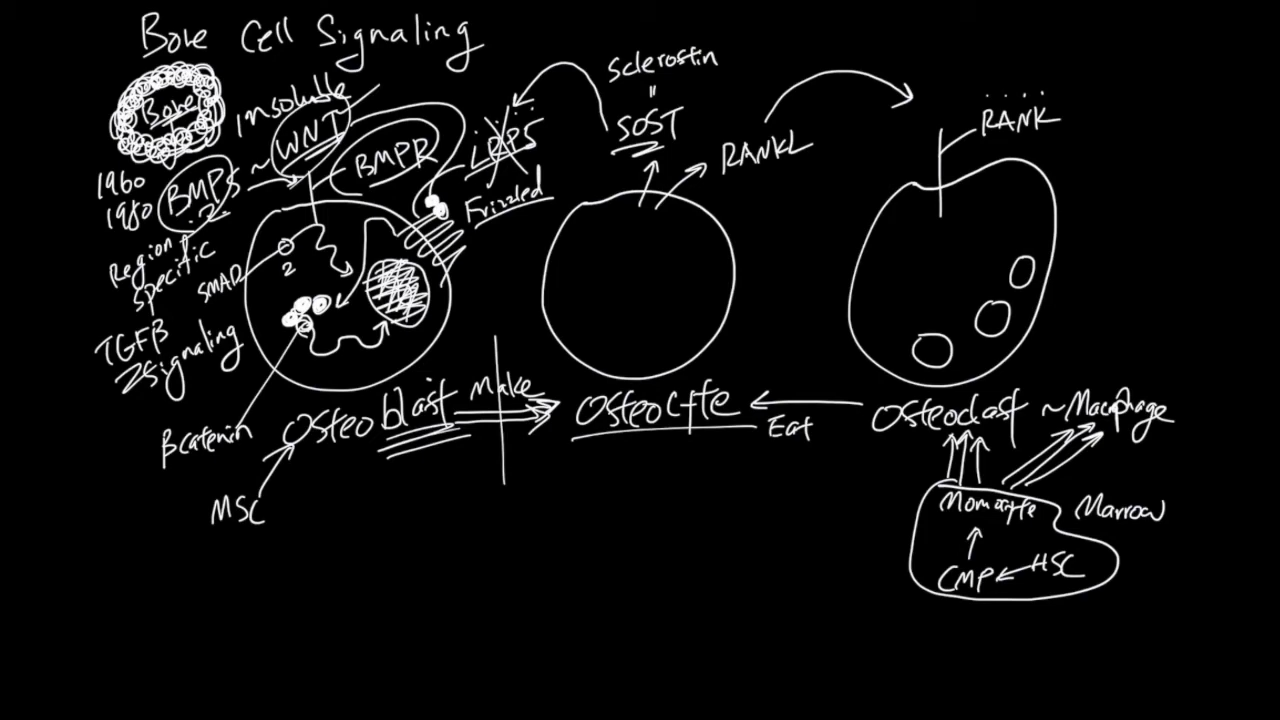 Bone Cell Signaling
Bone
insoluble
WNT
1960
1980
BMPs
~
2
BMPR
LRP5
Frizzled
Region
specific
SMAD
2
TGFB
Signaling
Bcatenin
Osteoblast
MSC
Make
sclerostin
"
SOST
RANKL
Osteocyte
Eat
RANK
Osteoclast ~Macrophage
Monocyte
Marrow
CMP
HSC